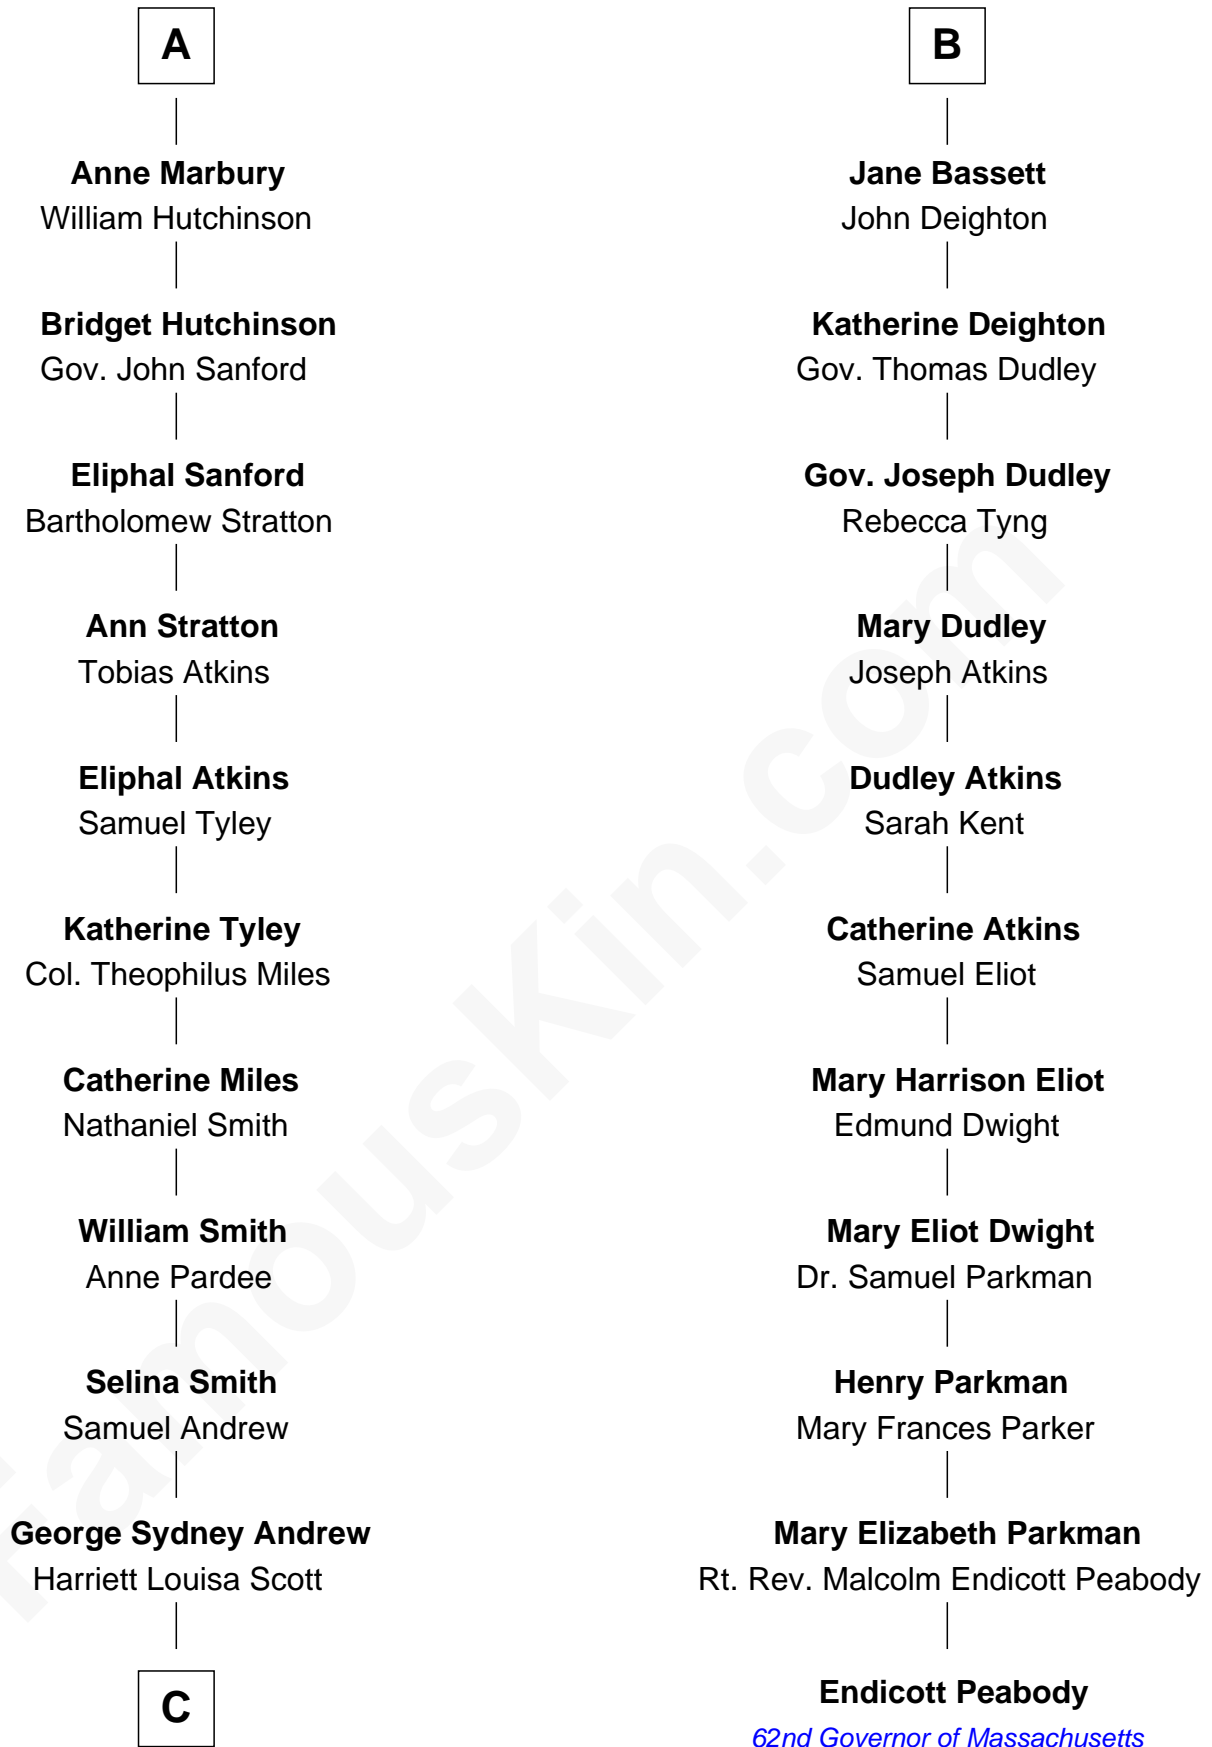 A
Anne Marbury
William Hutchinson
Bridget Hutchinson
Gov. John Sanford
Eliphal Sanford
Bartholomew Stratton
Ann Stratton
Tobias Atkins
Eliphal Atkins
Samuel Tyley
Katherine Tyley
Col. Theophilus Miles
Catherine Miles
Nathaniel Smith
William Smith
Anne Pardee
Selina Smith
Samuel Andrew
George Sydney Andrew
Harriett Louisa Scott
C
B
Jane Bassett
John Deighton
Katherine Deighton
Gov. Thomas Dudley
Gov. Joseph Dudley
Rebecca Tyng
Mary Dudley
Joseph Atkins
Dudley Atkins
Sarah Kent
Catherine Atkins
Samuel Eliot
Mary Harrison Eliot
Edmund Dwight
Mary Eliot Dwight
Dr. Samuel Parkman
Henry Parkman
Mary Frances Parker
Mary Elizabeth Parkman
Rt. Rev. Malcolm Endicott Peabody
Endicott Peabody
62nd Governor of Massachusetts
FamousKin.com